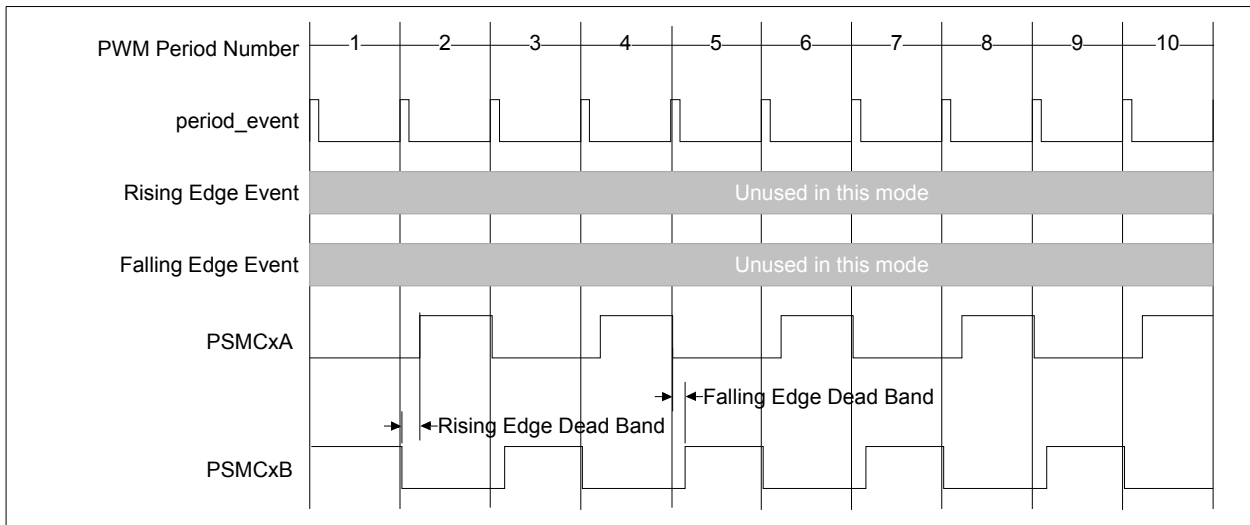 PWM Period Number
1 2 3 4 5 6 7 8 9 10
period_event
Rising Edge Event
Unused in this mode
Falling Edge Event
Unused in this mode
PSMCxA
Falling Edge Dead Band
Rising Edge Dead Band
PSMCxB